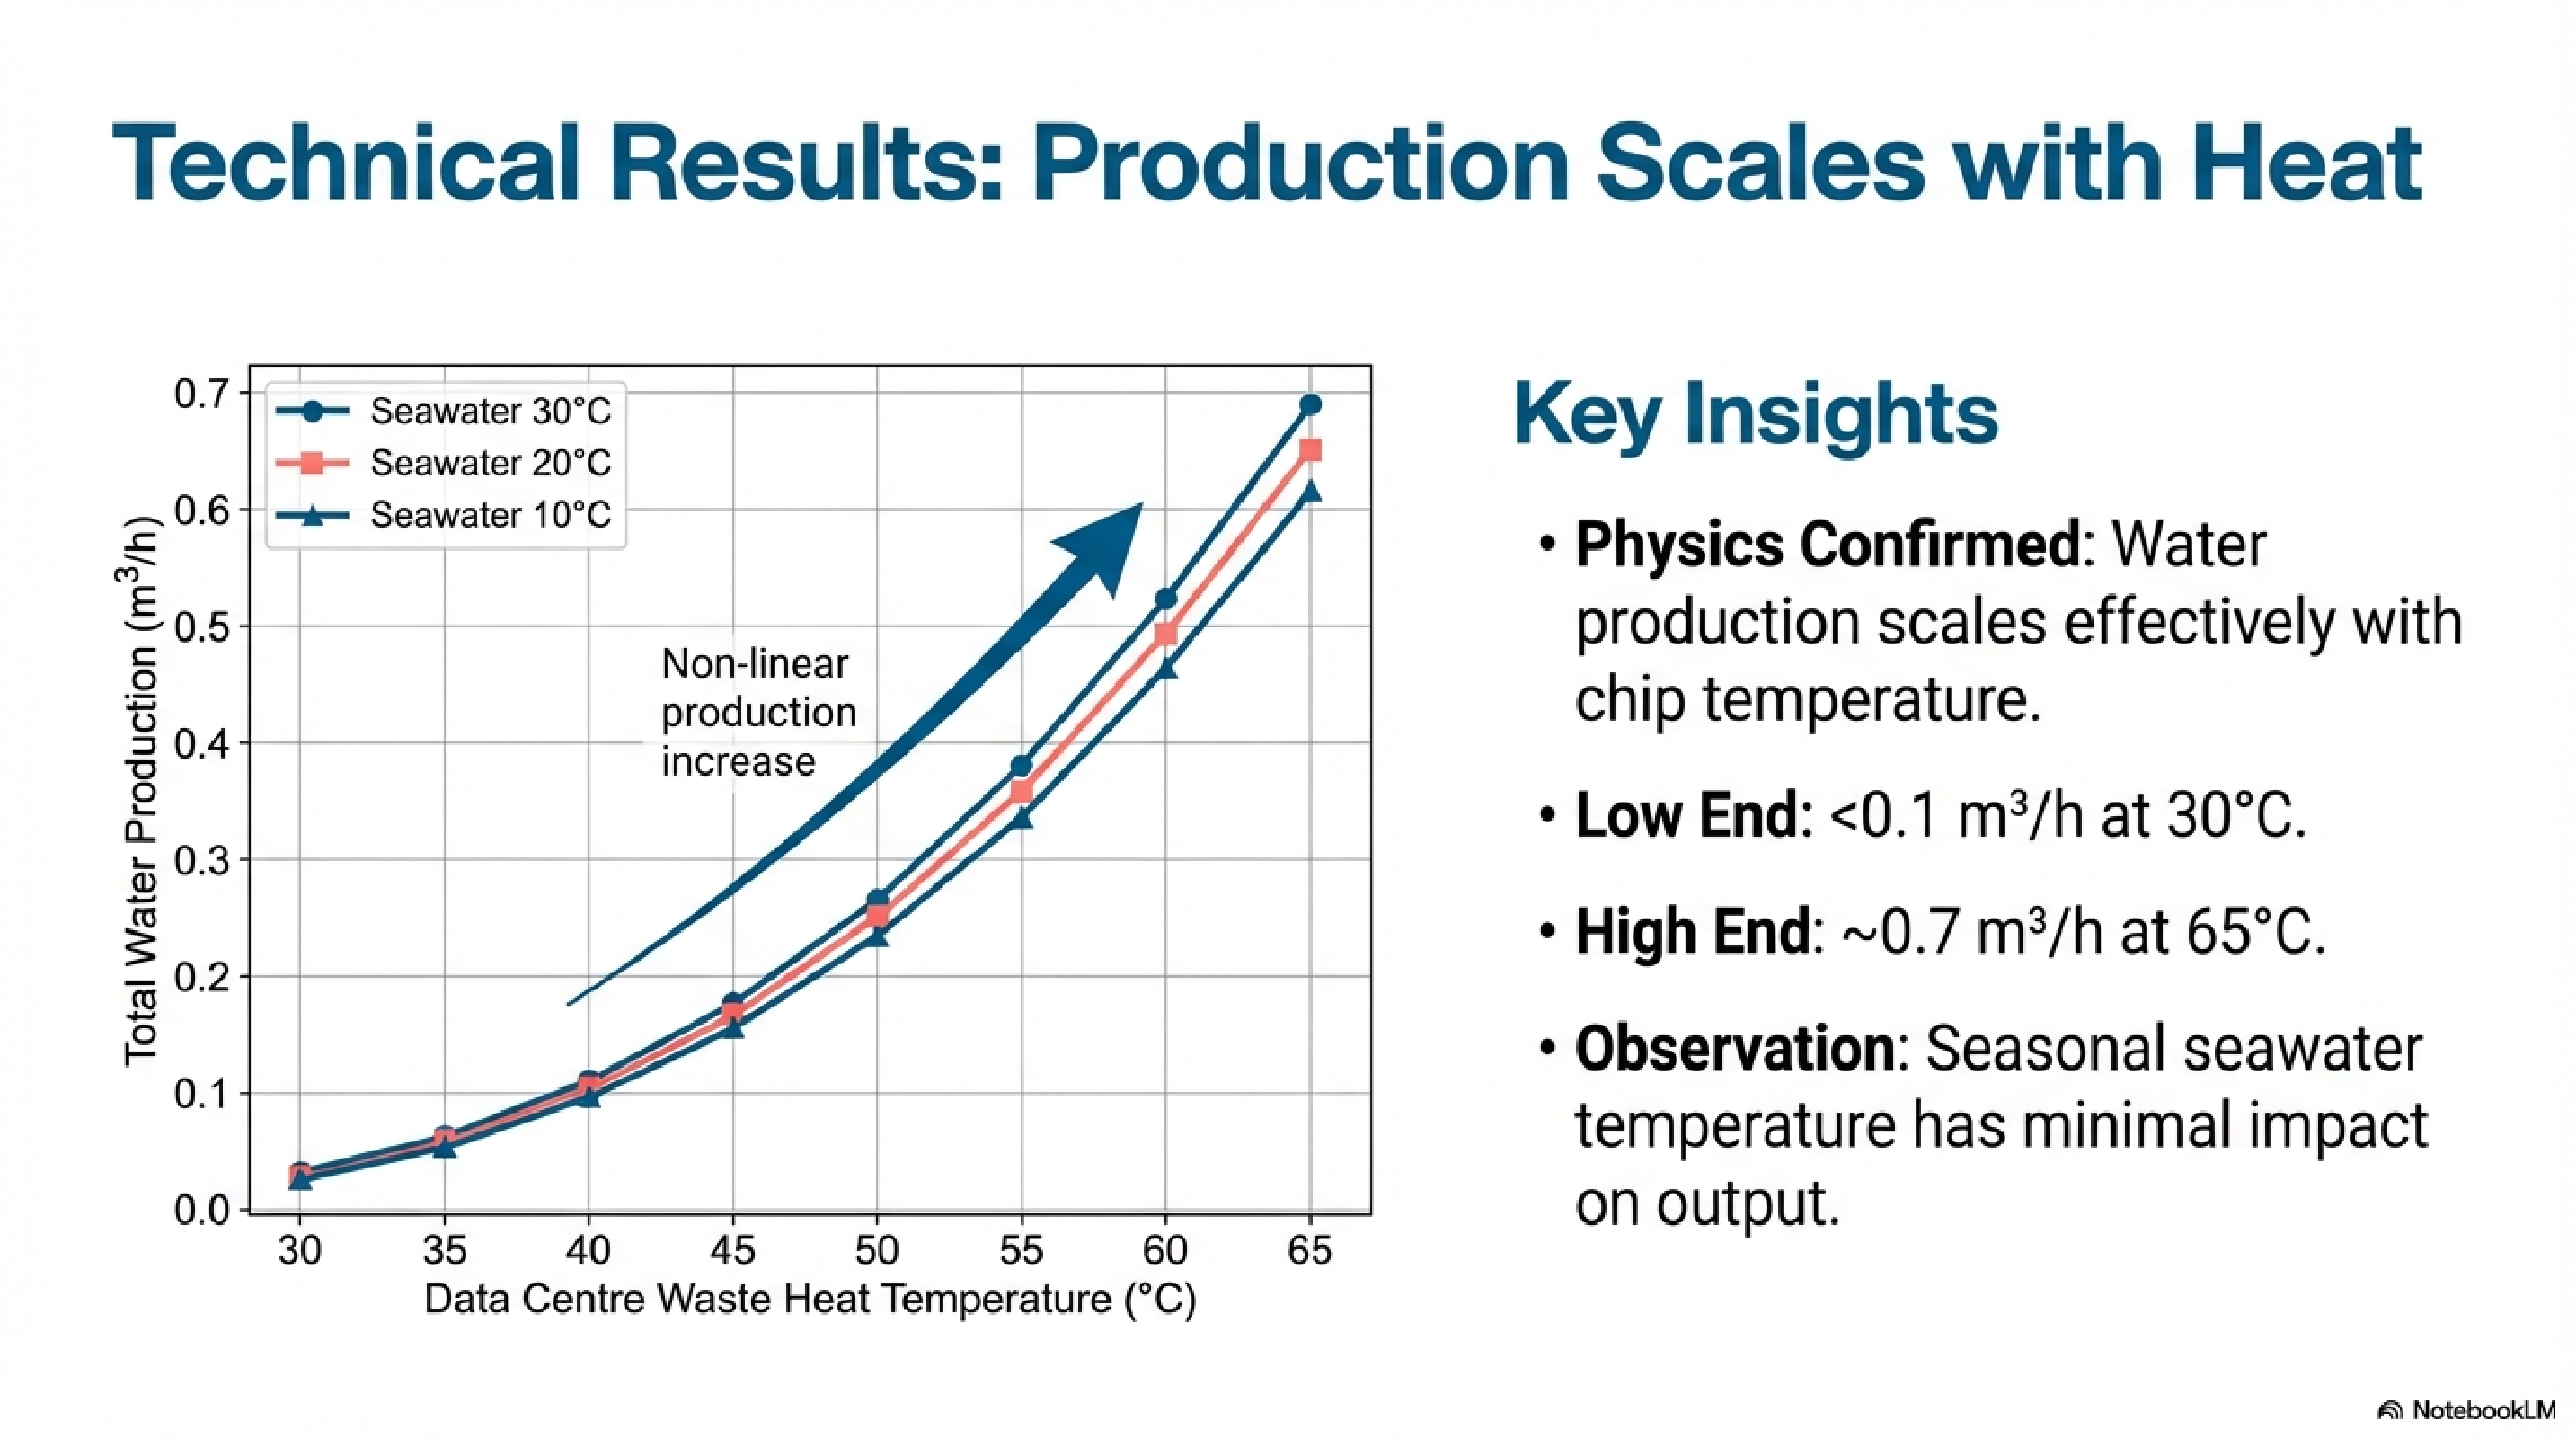 Technical Results: Production Scales with Heat
Total Water Production (m³/h)
0.7
0.6
0.5
0.4
0.3
0.2
0.1
0.0
Seawater 30°C
Seawater 20°C
Seawater 10°C
Non-linear
production
increase
30 35 40 45 50 55 60 65
Data Centre Waste Heat Temperature (°C)
Key Insights
• Physics Confirmed: Water
production scales effectively with
chip temperature.
• Low End: <0.1 m³/h at 30°C.
• High End: ~0.7 m³/h at 65°C.
• Observation: Seasonal seawater
temperature has minimal impact
on output.
NotebookLM